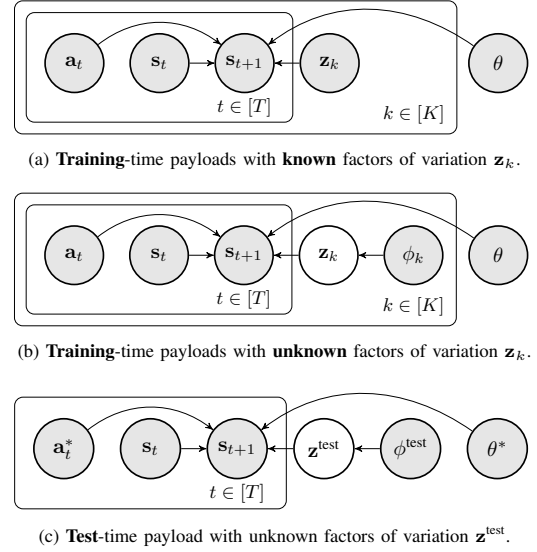 a_t s_t s_{t+1} z_k θ
t ∈ [T]
k ∈ [K]
(a) Training-time payloads with known factors of variation z_k.
a_t s_t s_{t+1} z_k ϕ_k θ
t ∈ [T]
k ∈ [K]
(b) Training-time payloads with unknown factors of variation z_k.
a_t^* s_t s_{t+1} z^{test} ϕ^{test} θ^*
t ∈ [T]
(c) Test-time payload with unknown factors of variation z^{test}.